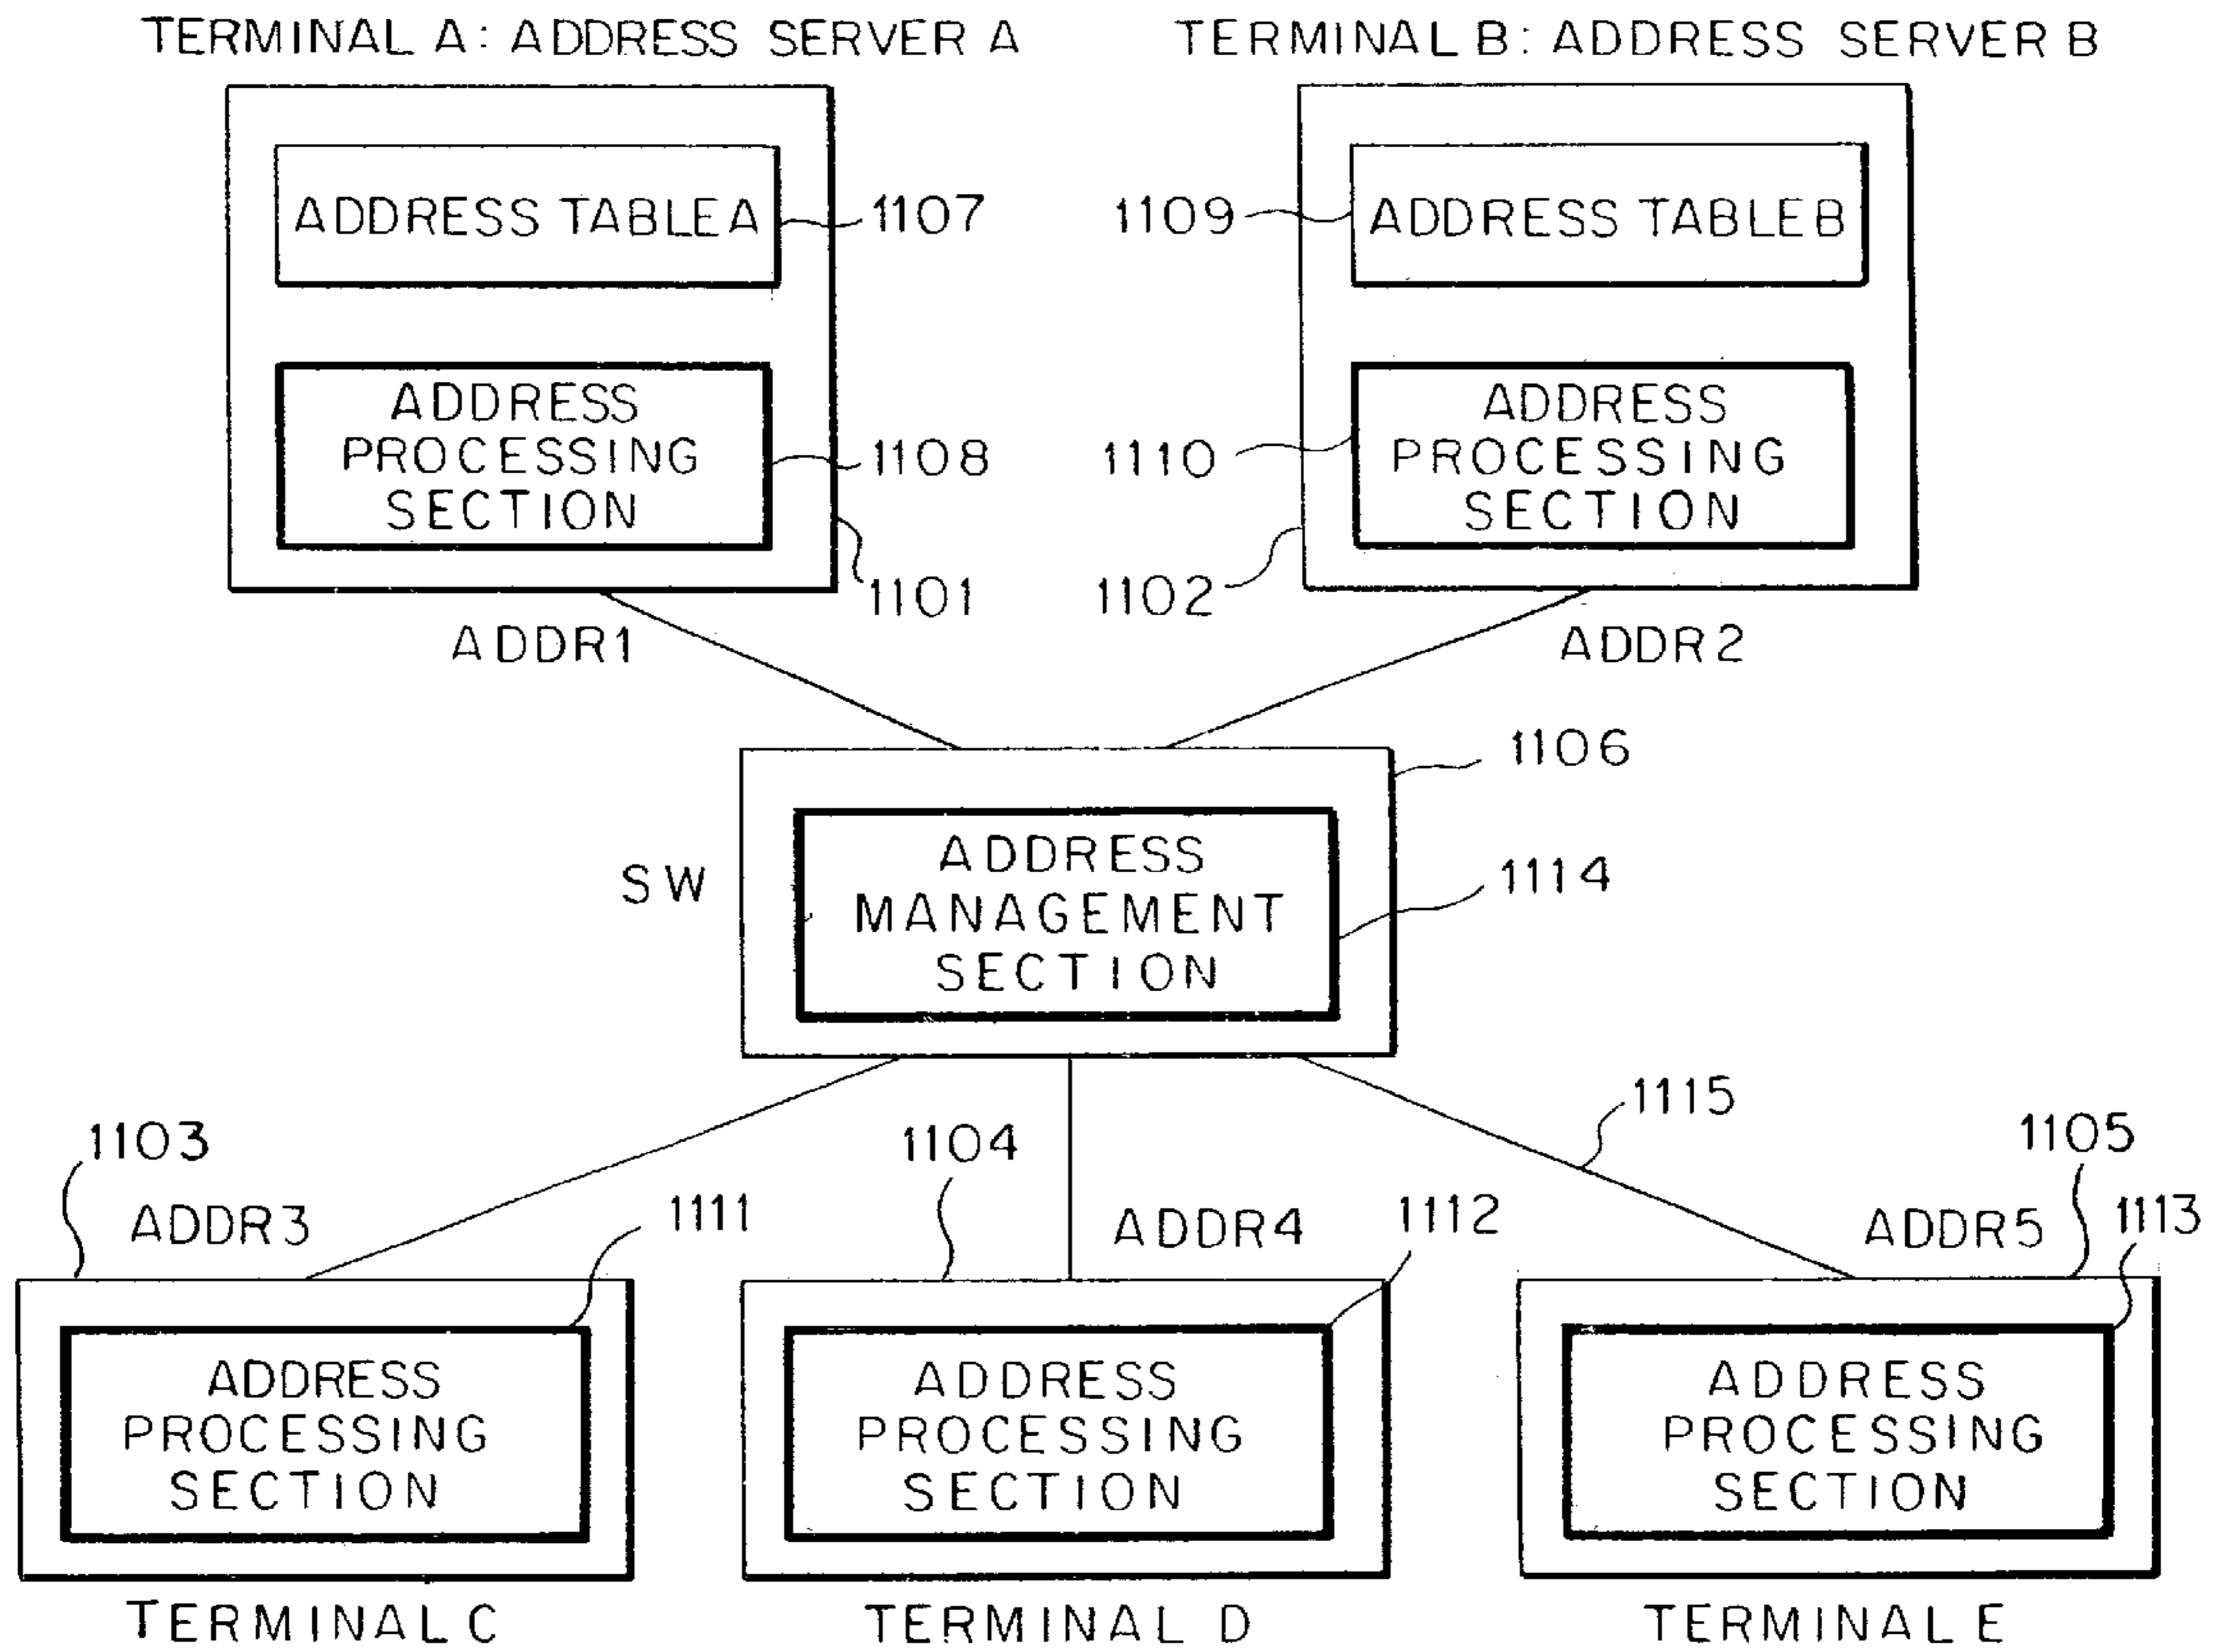 TERMINAL A: ADDRESS SERVER A
TERMINAL B: ADDRESS SERVER B
ADDRESS TABLE A
1107
1109
ADDRESS TABLE B
ADDRESS
PROCESSING
SECTION
1108
1110
ADDRESS
PROCESSING
SECTION
1101
1102
ADDR1
ADDR2
1106
SW
ADDRESS
MANAGEMENT
SECTION
1114
1115
1103
1104
1105
ADDR3
1111
ADDR4
1112
ADDR5
1113
ADDRESS
PROCESSING
SECTION
ADDRESS
PROCESSING
SECTION
ADDRESS
PROCESSING
SECTION
TERMINAL C
TERMINAL D
TERMINAL E